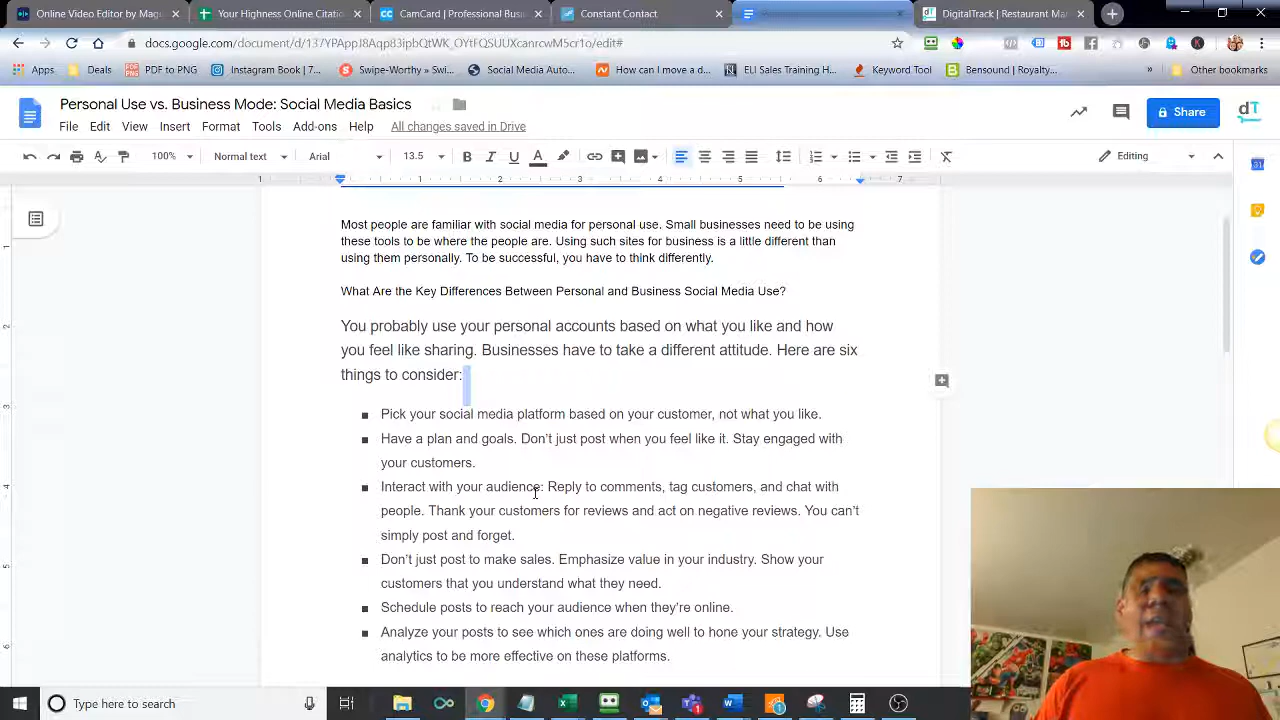 Online Video Editor by Mag
Your Highness Online Citatio
CamCard | Professional Busi
Constant Contact
DigitalTrack | Restaurant Ma
docs.google.com/document/d/
Apps
Deals
PDF to PNG
Instagram Book | 7...
Swipe-Worthy » Swi...
Social Media Auto...
How can I move a d...
ELI Sales Training H...
Keyword Tool
Bensound | Royalty...
»
Other bookmarks
Personal Use vs. Business Mode: Social Media Basics
File Edit View Insert Format Tools Add-ons Help All changes saved in Drive
Share
dT
100% Normal text Arial 13.5 B I U A Editing
1 1 2 3 4 5 6 7
Most people are familiar with social media for personal use. Small businesses need to be using
these tools to be where the people are. Using such sites for business is a little different than
using them personally. To be successful, you have to think differently.
What Are the Key Differences Between Personal and Business Social Media Use?
You probably use your personal accounts based on what you like and how
you feel like sharing. Businesses have to take a different attitude. Here are six
things to consider:
Pick your social media platform based on your customer, not what you like.
Have a plan and goals. Don't just post when you feel like it. Stay engaged with
your customers.
Interact with your audience: Reply to comments, tag customers, and chat with
people. Thank your customers for reviews and act on negative reviews. You can't
simply post and forget.
Don't just post to make sales. Emphasize value in your industry. Show your
customers that you understand what they need.
Schedule posts to reach your audience when they're online.
Analyze your posts to see which ones are doing well to hone your strategy. Use
analytics to be more effective on these platforms.
Type here to search